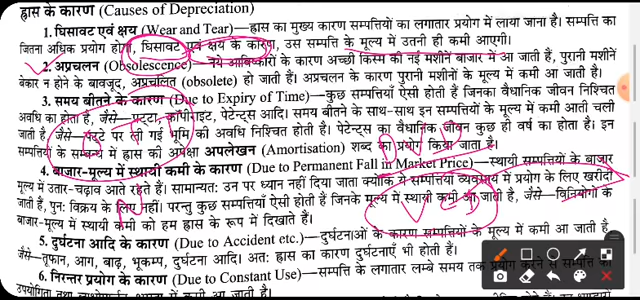 ह्रास के कारण (Causes of Depreciation)
1. घिसावट एवं क्षय (Wear and Tear)— ह्रास का मुख्य कारण सम्पत्तियों का लगातार प्रयोग में लाया जाना है। सम्पत्ति का
जितना अधिक प्रयोग होगा, घिसावट एवं क्षय के कारण, उस सम्पत्ति के मूल्य में उतनी ही कमी आएगी।
2. अप्रचलन (Obsolescence)— नये आविष्कारों के कारण अच्छी किस्म की नई मशीनें बाजार में आ जाती हैं, पुरानी मशीनें
बेकार न होने के बावजूद, अप्रचलित (obsolete) हो जाती हैं। अप्रचलन के कारण पुरानी मशीनों के मूल्य में कमी आ जाती है।
3. समय बीतने के कारण (Due to Expiry of Time)— कुछ सम्पत्तियाँ ऐसी होती हैं जिनका वैधानिक जीवन निश्चित
अवधि का होता है, जैसे— पट्टा, कॉपीराइट, पेटेन्ट्स आदि। समय बीतने के साथ-साथ इन सम्पत्तियों के मूल्य में कमी आती चली
जाती है, जैसे— पट्टे पर ली गई भूमि की अवधि निश्चित होती है। पेटेन्ट्स का वैधानिक जीवन कुछ ही वर्ष का होता है। इन
सम्पत्तियों के सम्बन्ध में ह्रास की अपेक्षा अपलेखन (Amortisation) शब्द का प्रयोग किया जाता है।
4. बाजार-मूल्य में स्थायी कमी के कारण (Due to Permanent Fall in Market Price)— स्थायी सम्पत्तियों के बाजार
मूल्य में उतार-चढ़ाव आते रहते हैं। सामान्यतः उन पर ध्यान नहीं दिया जाता क्योंकि ये सम्पत्तियाँ व्यवसाय में प्रयोग के लिए खरीदी
जाती हैं, पुनः विक्रय के लिए नहीं। परन्तु कुछ सम्पत्तियाँ ऐसी होती हैं जिनके मूल्य में स्थायी कमी आ जाती है, जैसे— विनियोगों के
बाजार-मूल्य में स्थायी कमी को हम ह्रास के रूप में दिखाते हैं।
5. दुर्घटना आदि के कारण (Due to Accident etc.)— दुर्घटनाओं के कारण सम्पत्तियों के मूल्य में कमी आ जाती है
जैसे— तूफान, आग, बाढ़, भूकम्प, दुर्घटना आदि। अतः ह्रास का कारण दुर्घटनाएँ भी होती हैं।
6. निरन्तर प्रयोग के कारण (Due to Constant Use)— सम्पत्ति के लगातार लम्बे समय तक प्रयोग करने से सम्पत्ति की
उपयोगिता तथा में कमी आ जाती है।